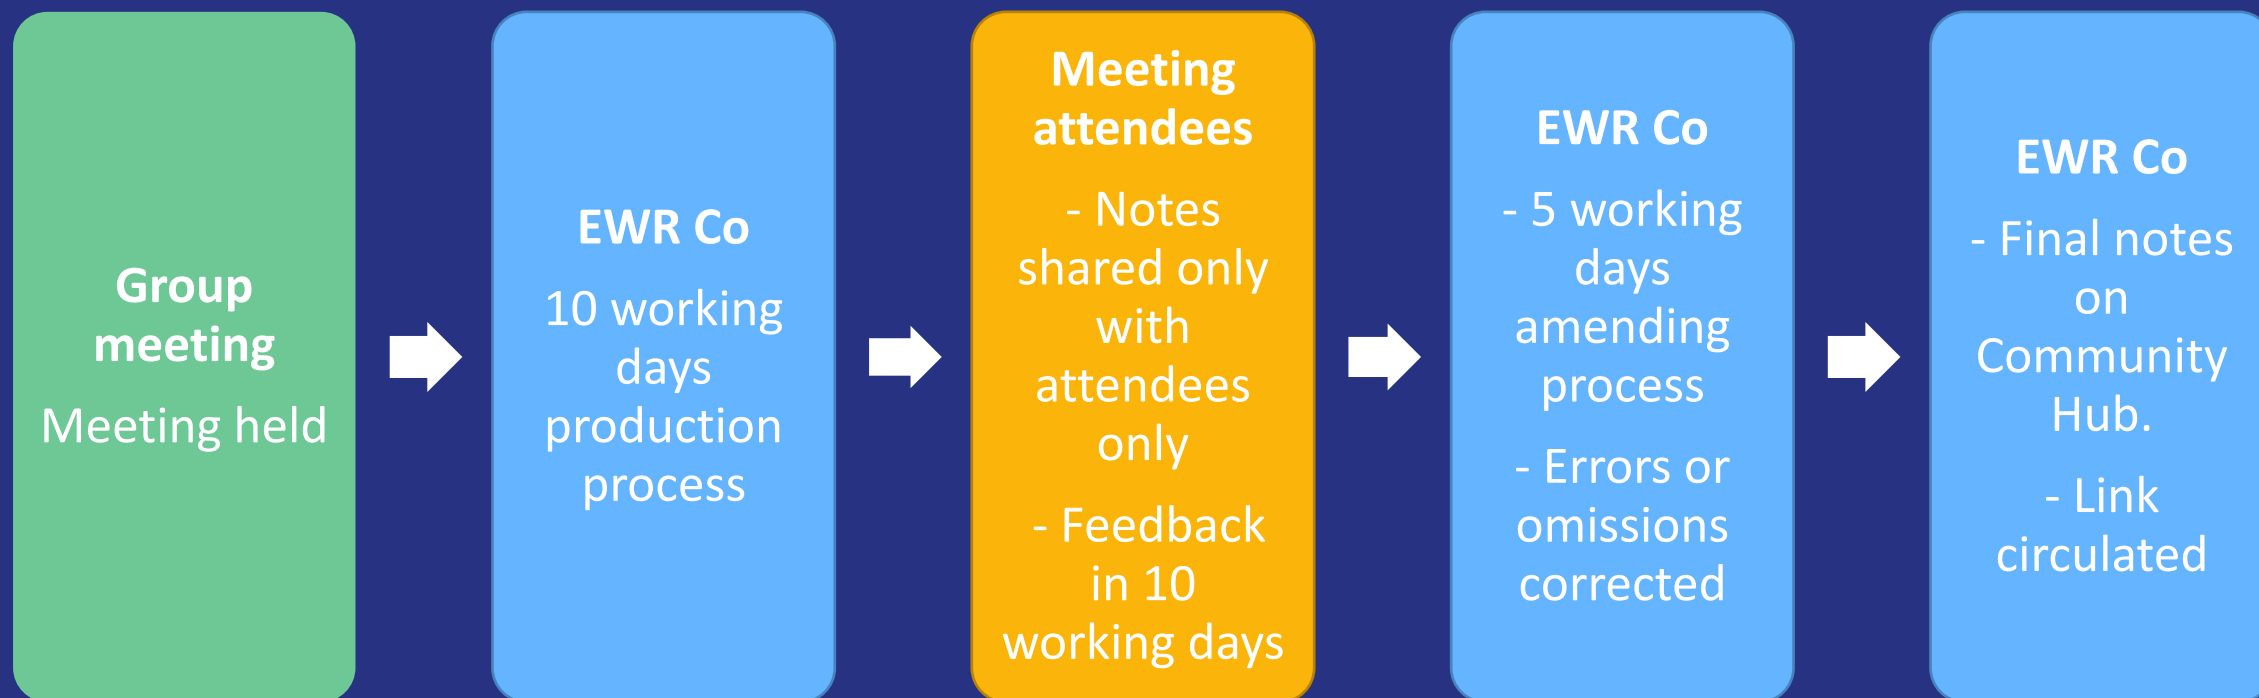 Group
meeting
Meeting held
EWR Co
10 working
days
production
process
Meeting
attendees
- Notes
shared only
with
attendees
only
- Feedback
in 10
working days
EWR Co
- 5 working
days
amending
process
- Errors or
omissions
corrected
EWR Co
- Final notes
on
Community
Hub.
- Link
circulated